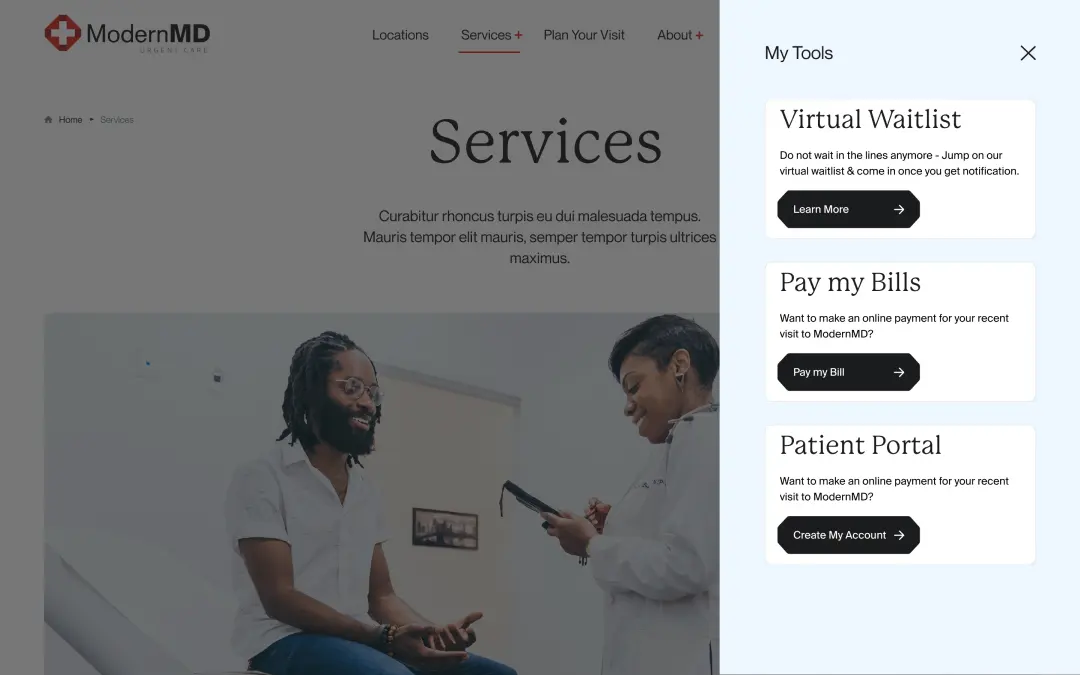 ModernMD
URGENT CARE
Locations
Services +
Plan Your Visit
About +
Home
Services
Services
Curabitur rhoncus turpis eu dui malesuada tempus.
Mauris tempor elit mauris, semper tempor turpis ultrices
maximus.
My Tools
Virtual Waitlist
Do not wait in the lines anymore - Jump on our
virtual waitlist & come in once you get notification.
Learn More
Pay my Bills
Want to make an online payment for your recent
visit to ModernMD?
Pay my Bill
Patient Portal
Want to make an online payment for your recent
visit to ModernMD?
Create My Account